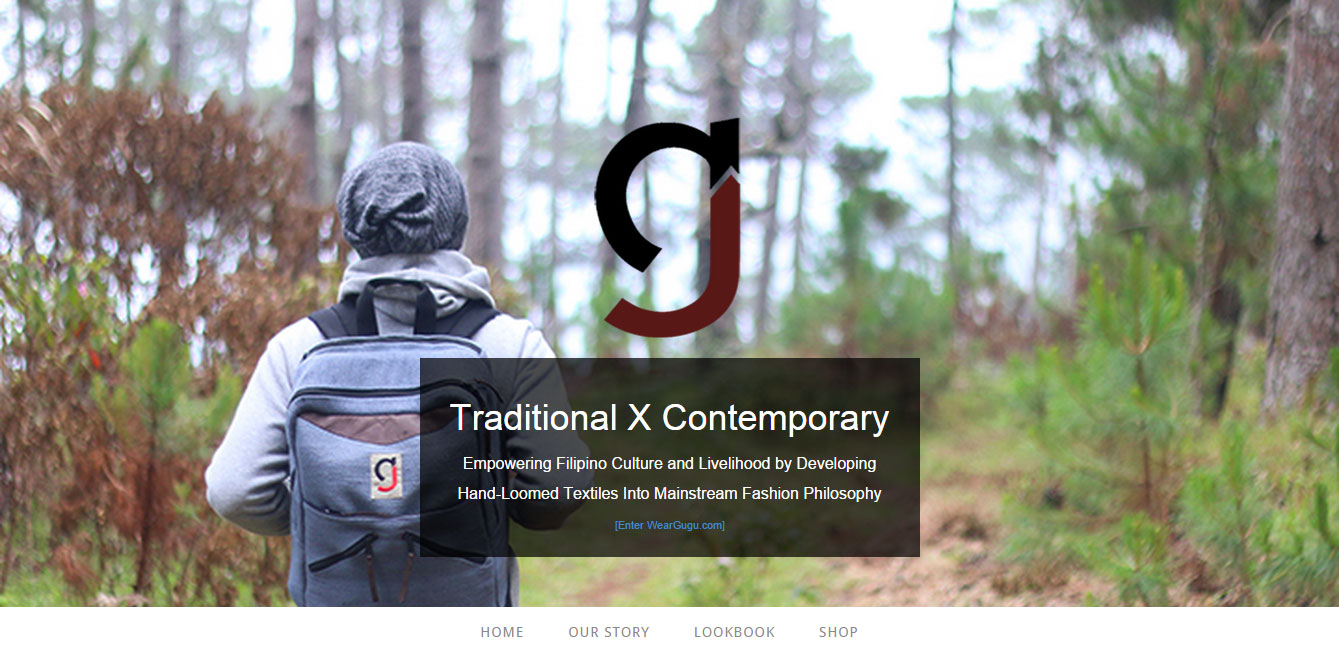 g
Traditional X Contemporary
Empowering Filipino Culture and Livelihood by Developing
Hand-Loomed Textiles Into Mainstream Fashion Philosophy
[Enter WearGugu.com]
g
HOME OUR STORY LOOKBOOK SHOP